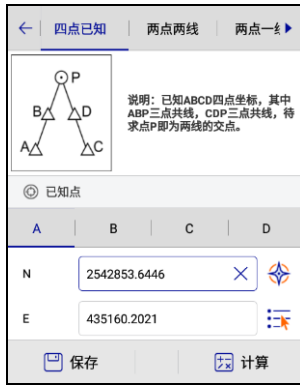 四点已知 两点两线 两点一
P
B D
A C
说明：已知ABCD四点坐标，其中
ABP三点共线，CDP三点共线，待
求点P即为两线的交点。
已知点
A B C D
N 2542853.6446
E 435160.2021
保存 计算